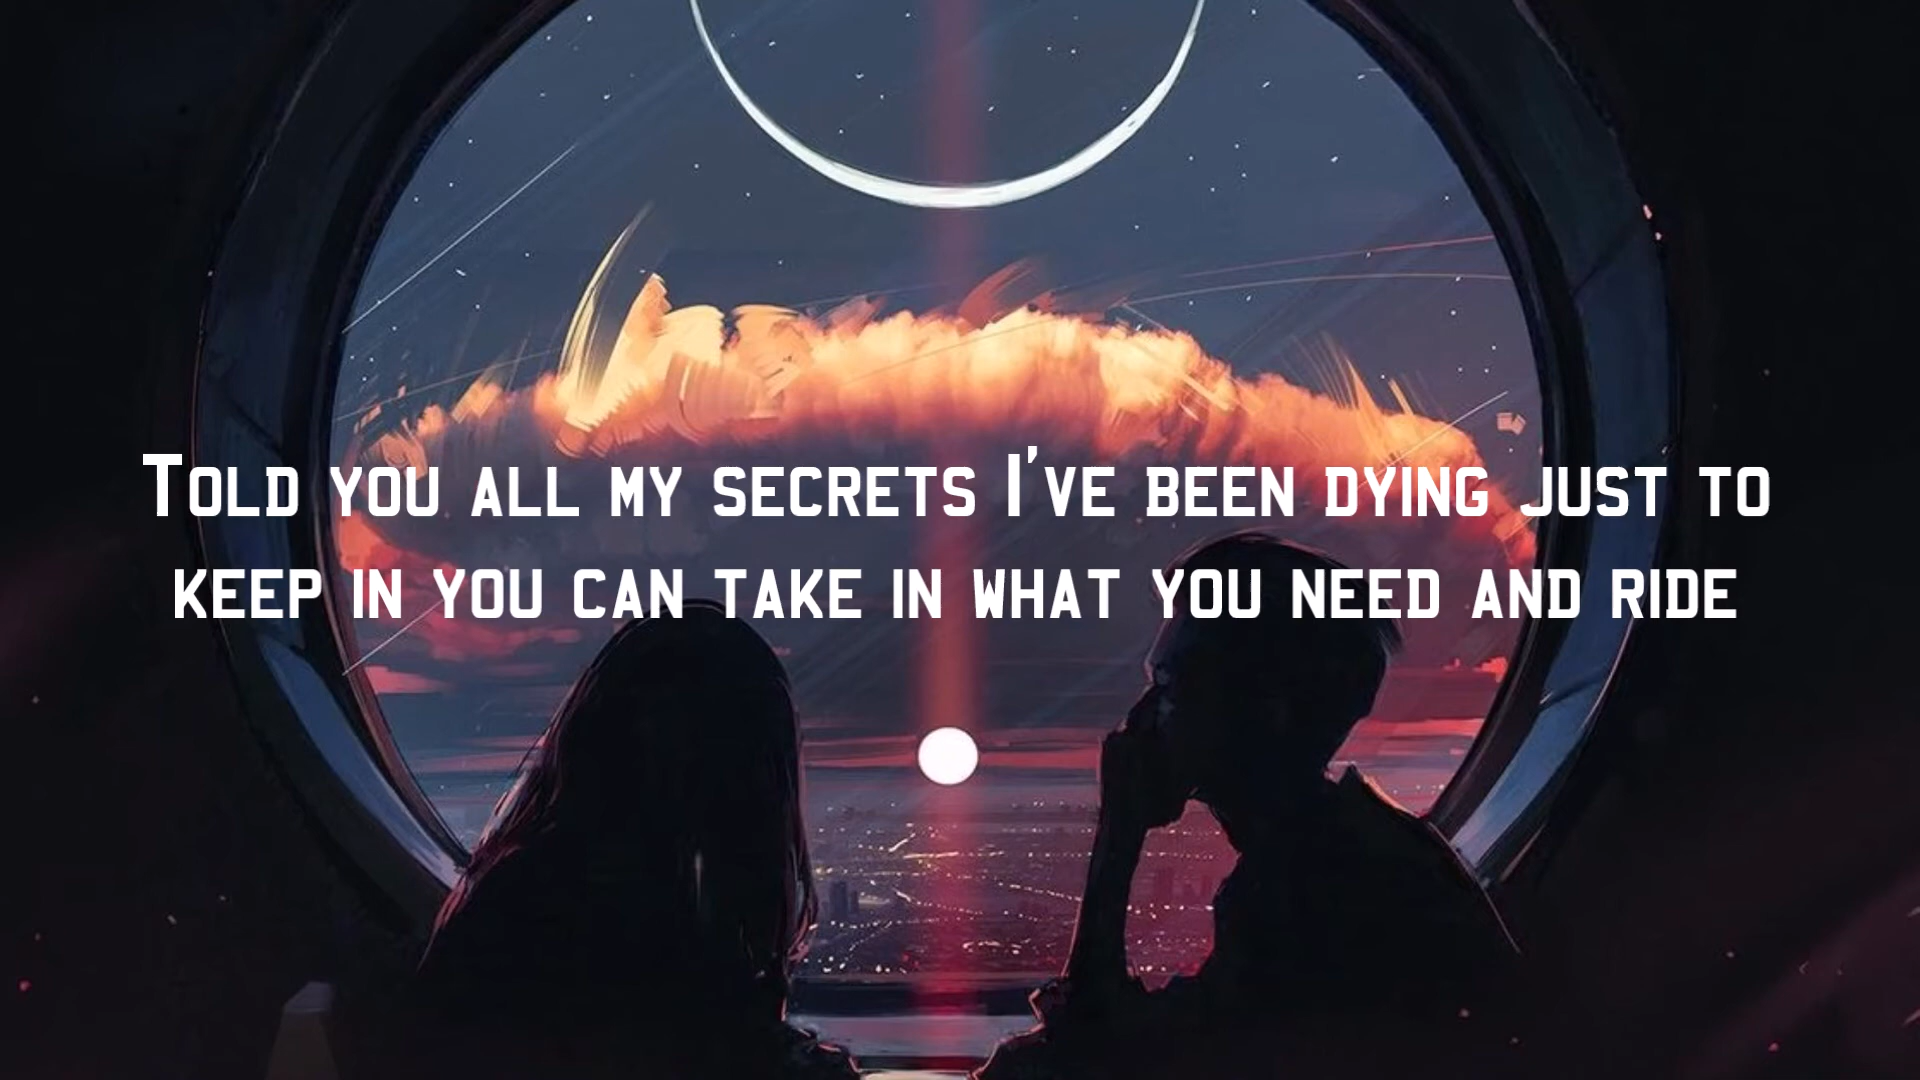 Told you all my secrets I've been dying just to
keep in you can take in what you need and ride